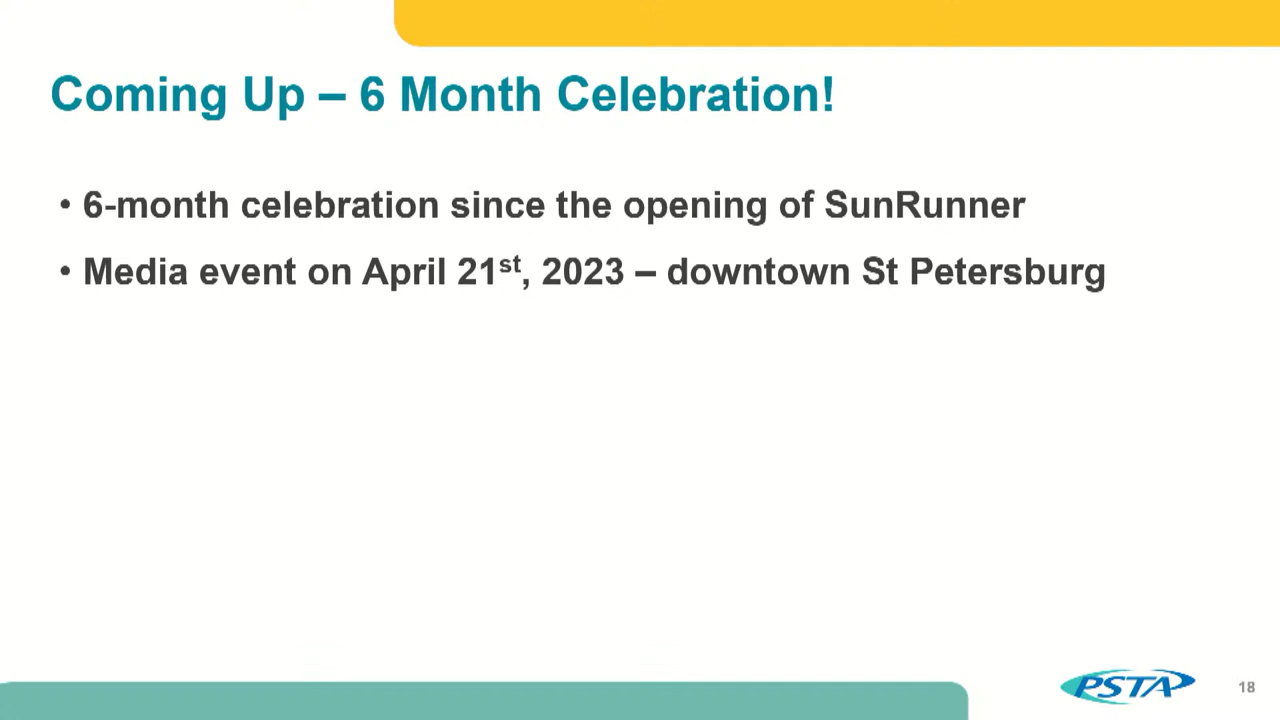 Coming Up – 6 Month Celebration!
• 6-month celebration since the opening of SunRunner
• Media event on April 21st, 2023 – downtown St Petersburg
PSTA
18